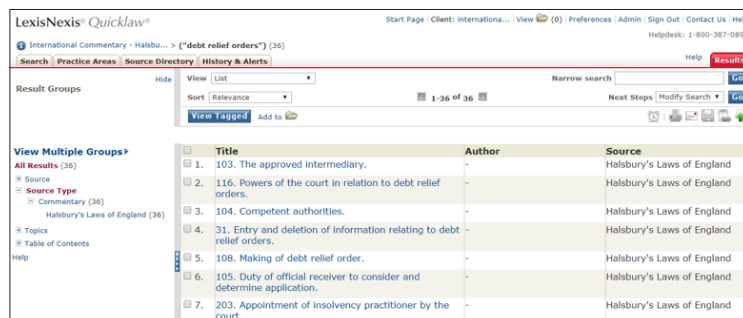 LexisNexis® Quicklaw®
Start Page | Client: internationa... | View (0) | Preferences | Admin | Sign Out | Contact Us |
Helpdesk: 1-800-387-089
International Commentary - Halsbu... > ("debt relief orders") (36)
Search Practice Areas Source Directory History & Alerts
Help Results
Result Groups
Hide
View List
Narrow search Go
Sort Relevance
1-36 of 36
Next Steps Modify Search Go
View Tagged Add to
View Multiple Groups
All Results (36)
Source
Source Type
Commentary (36)
Halsbury's Laws of England (36)
Topics
Table of Contents
Help
Title Author Source
1. 103. The approved intermediary. - Halsbury's Laws of England
2. 116. Powers of the court in relation to debt relief - Halsbury's Laws of England
orders.
3. 104. Competent authorities. - Halsbury's Laws of England
4. 31. Entry and deletion of information relating to debt - Halsbury's Laws of England
relief orders.
5. 108. Making of debt relief order. - Halsbury's Laws of England
6. 105. Duty of official receiver to consider and - Halsbury's Laws of England
determine application.
7. 203. Appointment of insolvency practitioner by the - Halsbury's Laws of England
court.